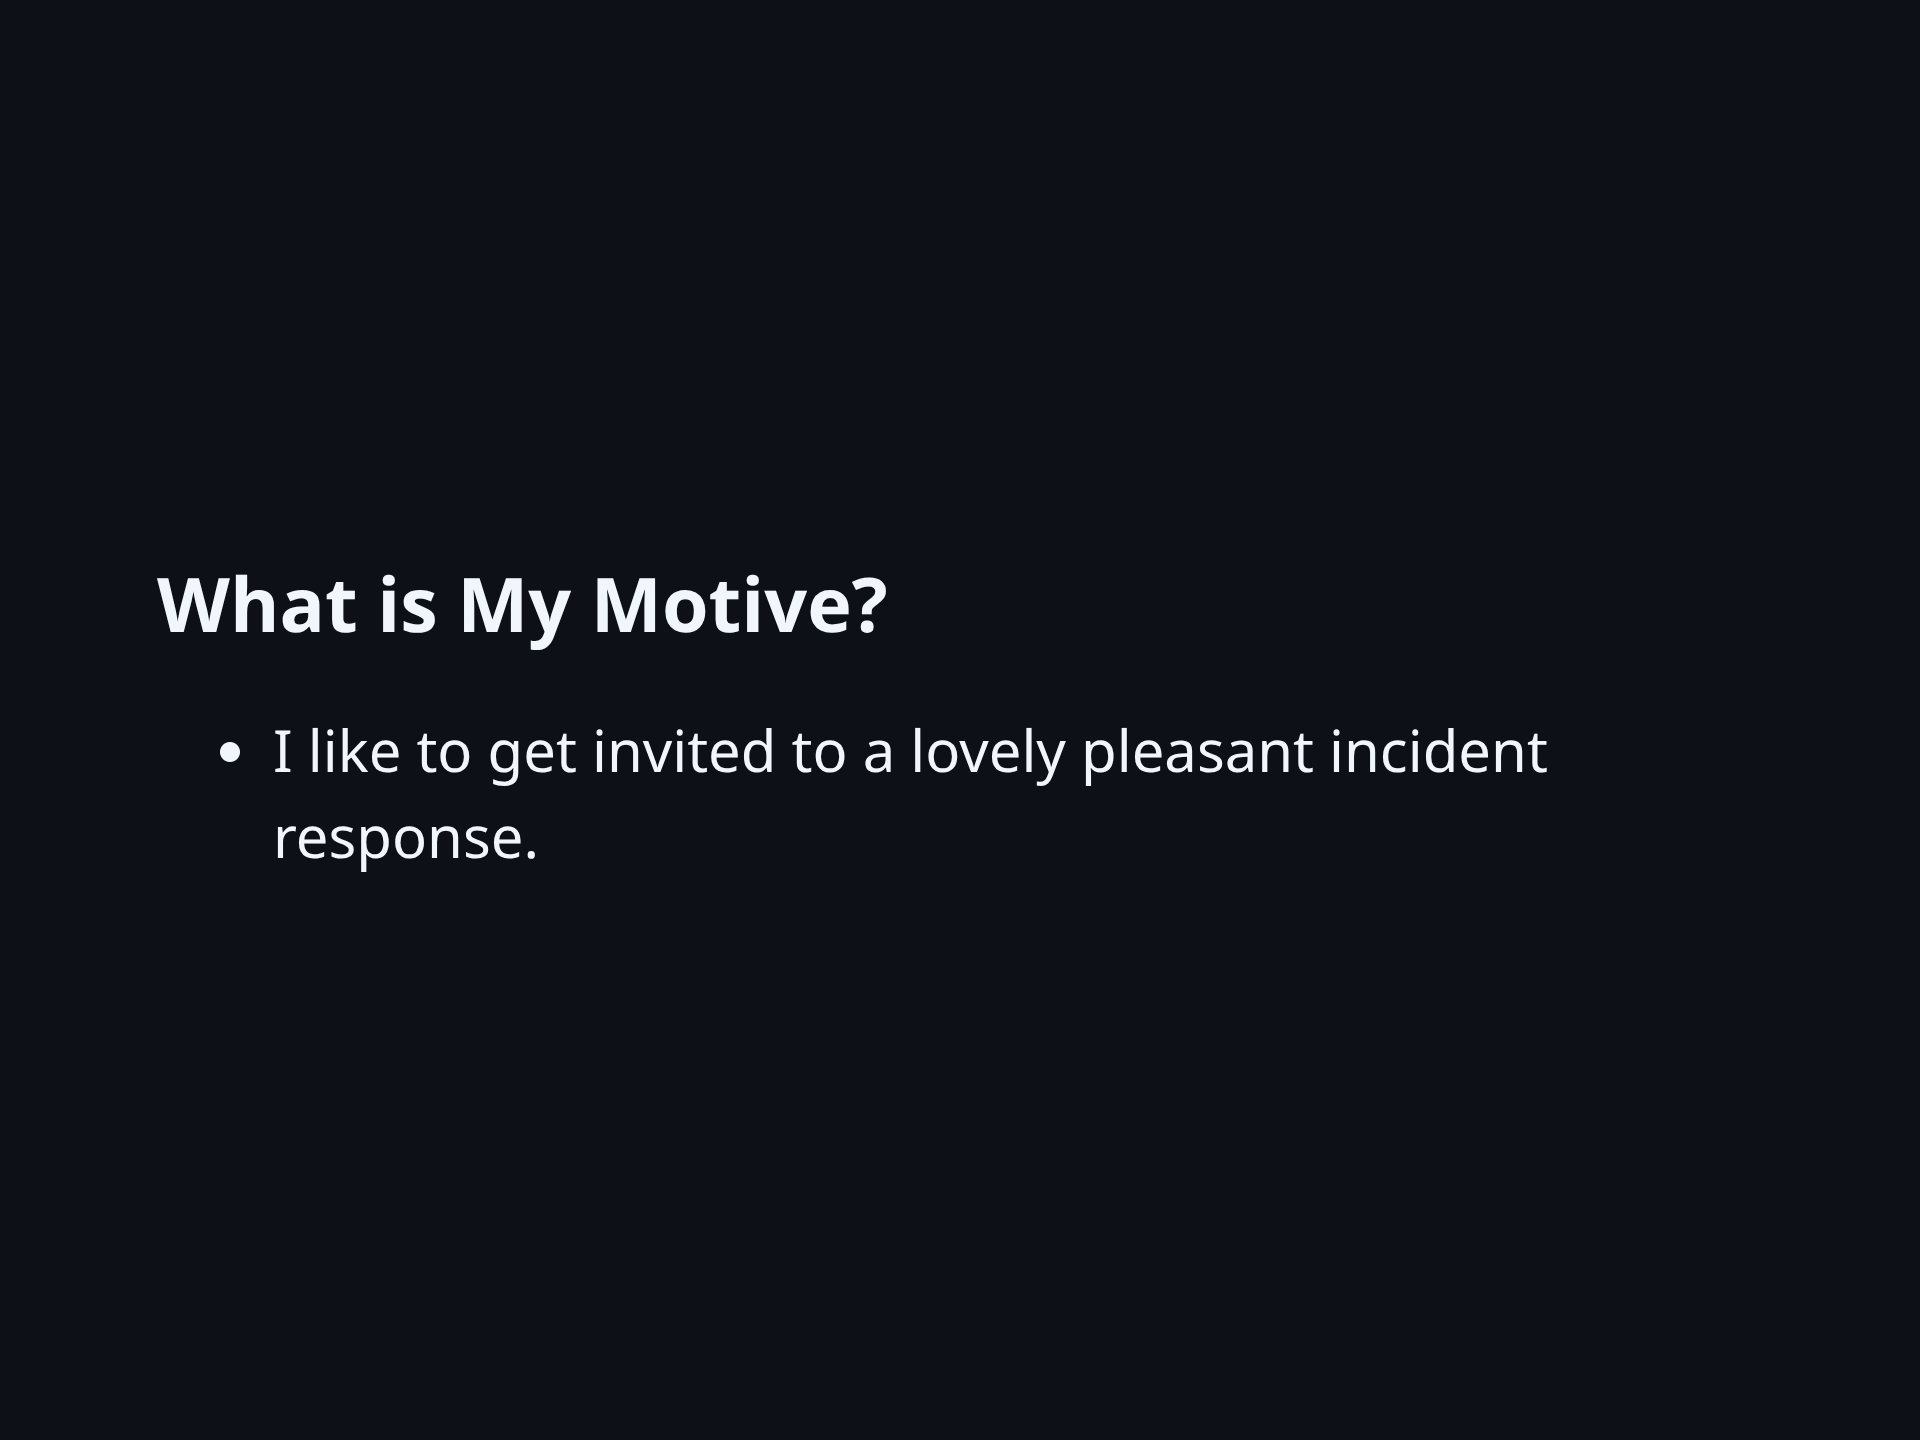 What is My Motive?
• I like to get invited to a lovely pleasant incident
response.